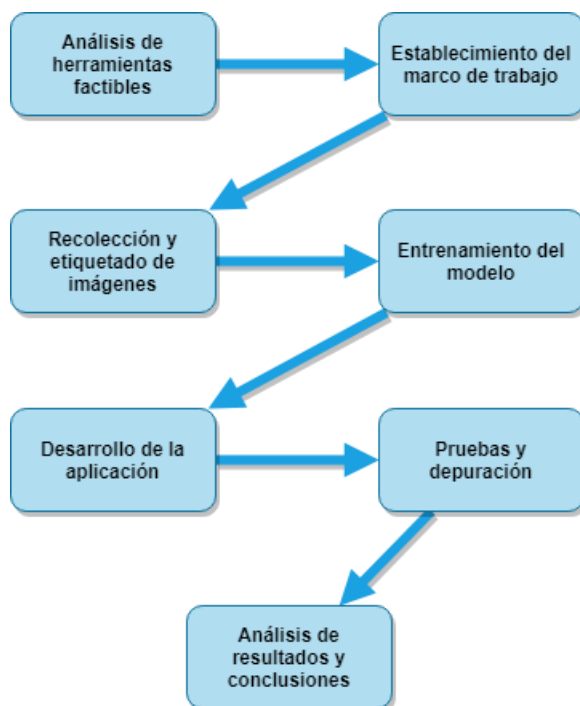 Análisis de
herramientas
factibles
Establecimiento del
marco de trabajo
Recolección y
etiquetado de
imágenes
Entrenamiento del
modelo
Desarrollo de la
aplicación
Pruebas y
depuración
Análisis de
resultados y
conclusiones